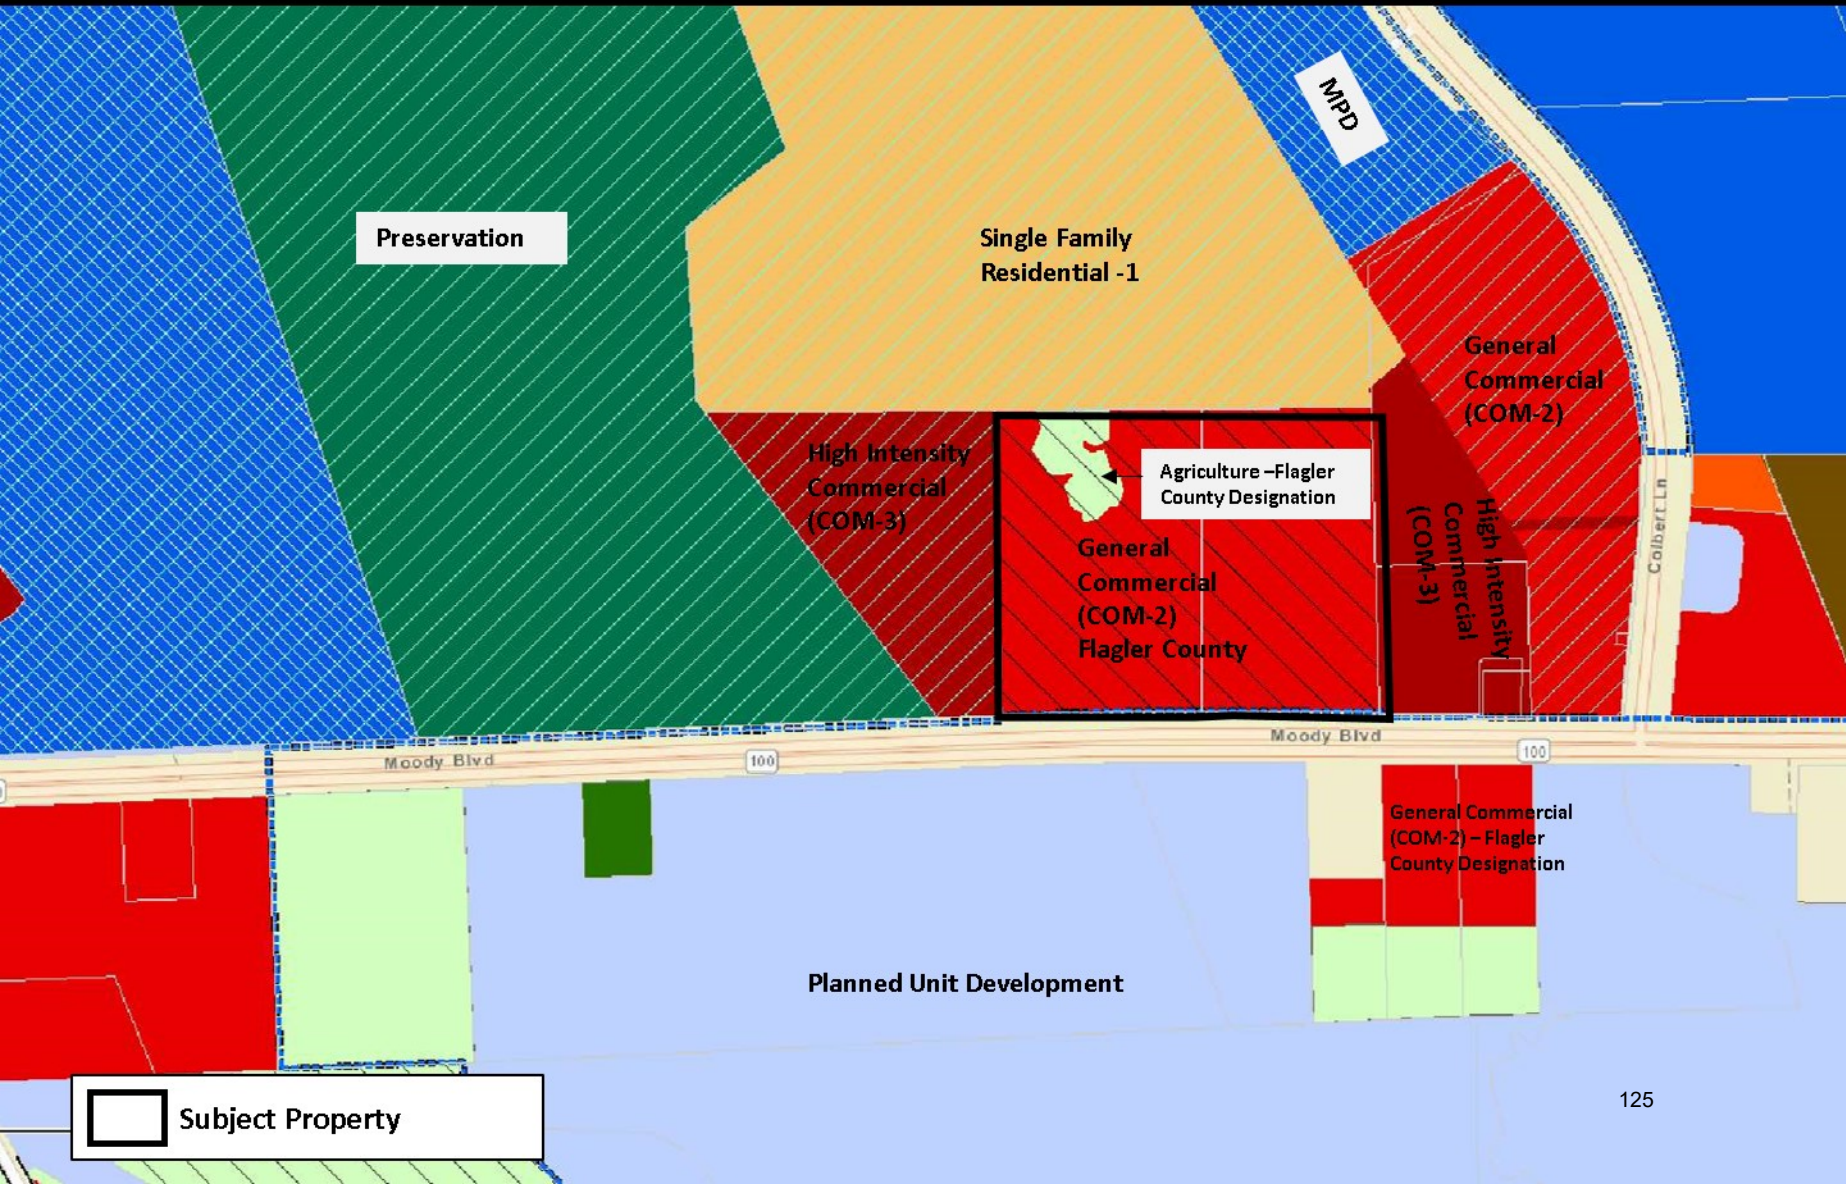 MPD
Preservation
Single Family
Residential -1
General
Commercial
(COM-2)
High Intensity
Commercial
(COM-3)
Agriculture –Flagler
County Designation
General
Commercial
(COM-2)
Flagler County
High Intensity
Commercial
(COM-3)
Colbert Ln
Moody Blvd
100
Moody Blvd
100
General Commercial
(COM-2) – Flagler
County Designation
Planned Unit Development
Subject Property
125